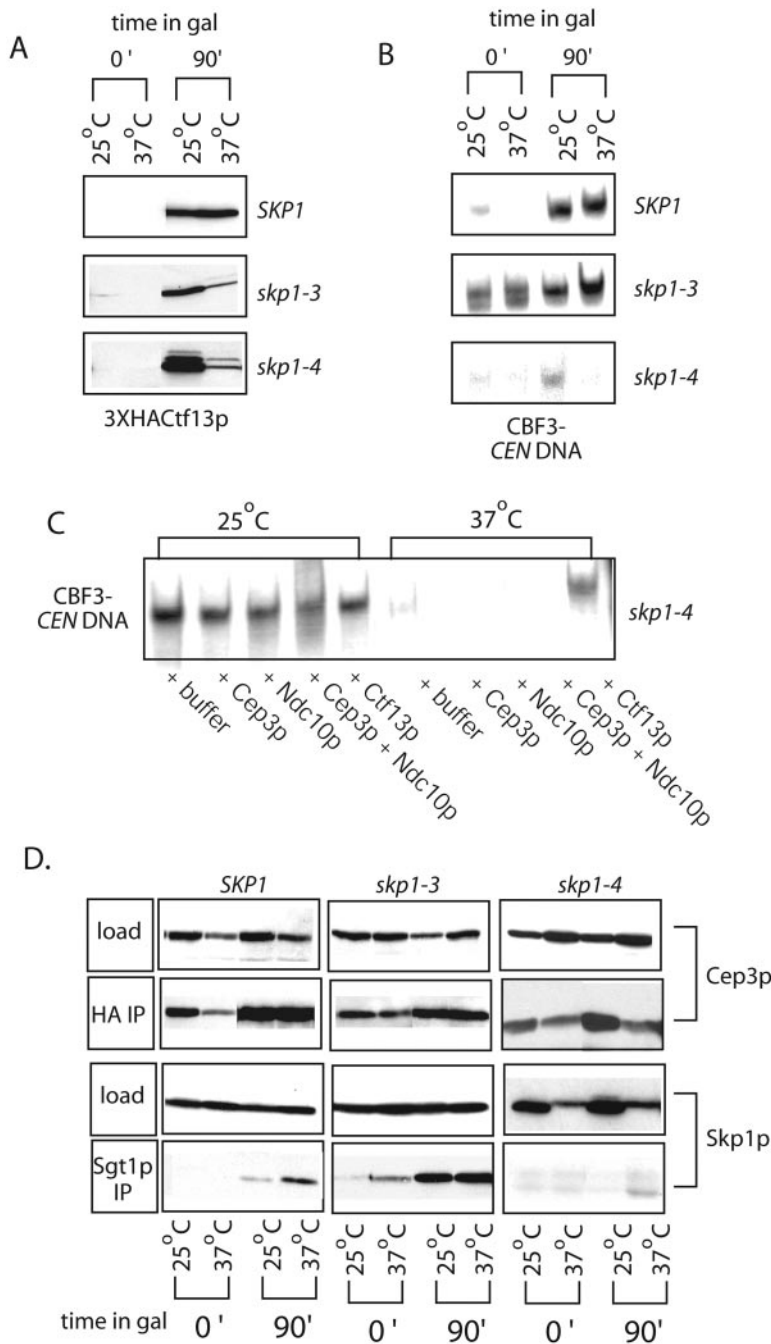 A
time in gal
0 ' 90'
25°C 37°C 25°C 37°C
SKP1
skp1-3
skp1-4
3XHACtf13p
B
time in gal
0 ' 90'
25°C 37°C 25°C 37°C
SKP1
skp1-3
skp1-4
CBF3-
CEN DNA
C
25°C 37°C
CBF3-
CEN DNA
skp1-4
+ buffer
+ Cep3p
+ Ndc10p
+ Cep3p + Ndc10p
+ Ctf13p
+ buffer
+ Cep3p
+ Ndc10p
+ Cep3p + Ndc10p
+ Ctf13p
D.
SKP1 skp1-3 skp1-4
load
Cep3p
HA IP
load
Skp1p
Sgt1p
IP
25°C 37°C 25°C 37°C 25°C 37°C 25°C 37°C 25°C 37°C 25°C 37°C
time in gal 0 ' 90' 0 ' 90' 0 ' 90'